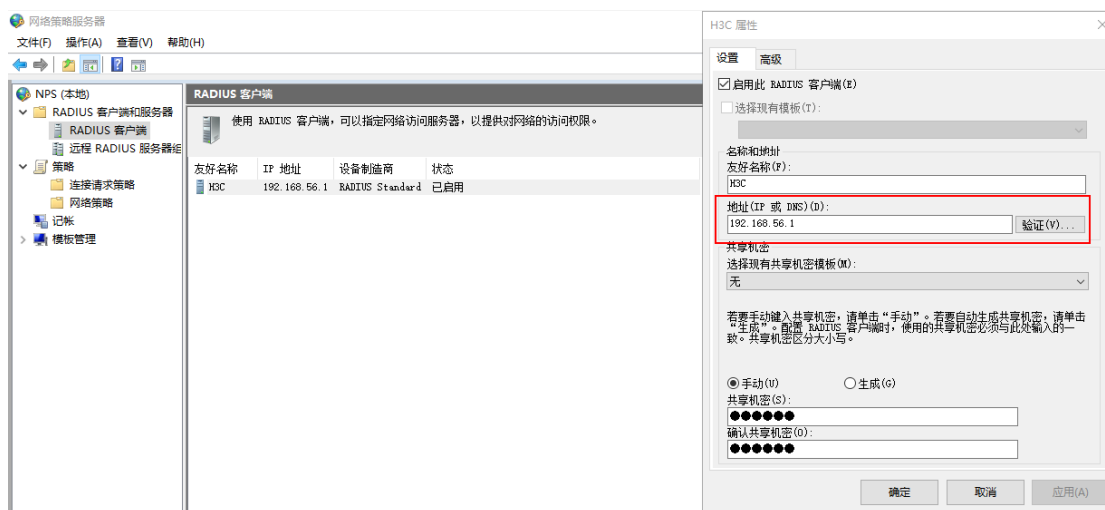 网络策略服务器
文件(F) 操作(A) 查看(V) 帮助(H)
NPS (本地)
RADIUS 客户端和服务器
RADIUS 客户端
远程 RADIUS 服务器组
策略
连接请求策略
网络策略
记帐
模板管理
RADIUS 客户端
使用 RADIUS 客户端，可以指定网络访问服务器，以提供对网络的访问权限。
友好名称 IP 地址 设备制造商 状态
H3C 192.168.56.1 RADIUS Standard 已启用
H3C 属性
设置 高级
启用此 RADIUS 客户端(E)
选择现有模板(T):
名称和地址
友好名称(F):
H3C
地址(IP 或 DNS)(D):
192.168.56.1 验证(V)...
共享机密
选择现有共享机密模板(M):
无
若要手动键入共享机密，请单击“手动”。若要自动生成共享机密，请单击
“生成”。配置 RADIUS 客户端时，使用的共享机密必须与此处输入的一
致。共享机密区分大小写。
手动(U) 生成(G)
共享机密(S):
●●●●●●
确认共享机密(O):
●●●●●●
确定 取消 应用(A)